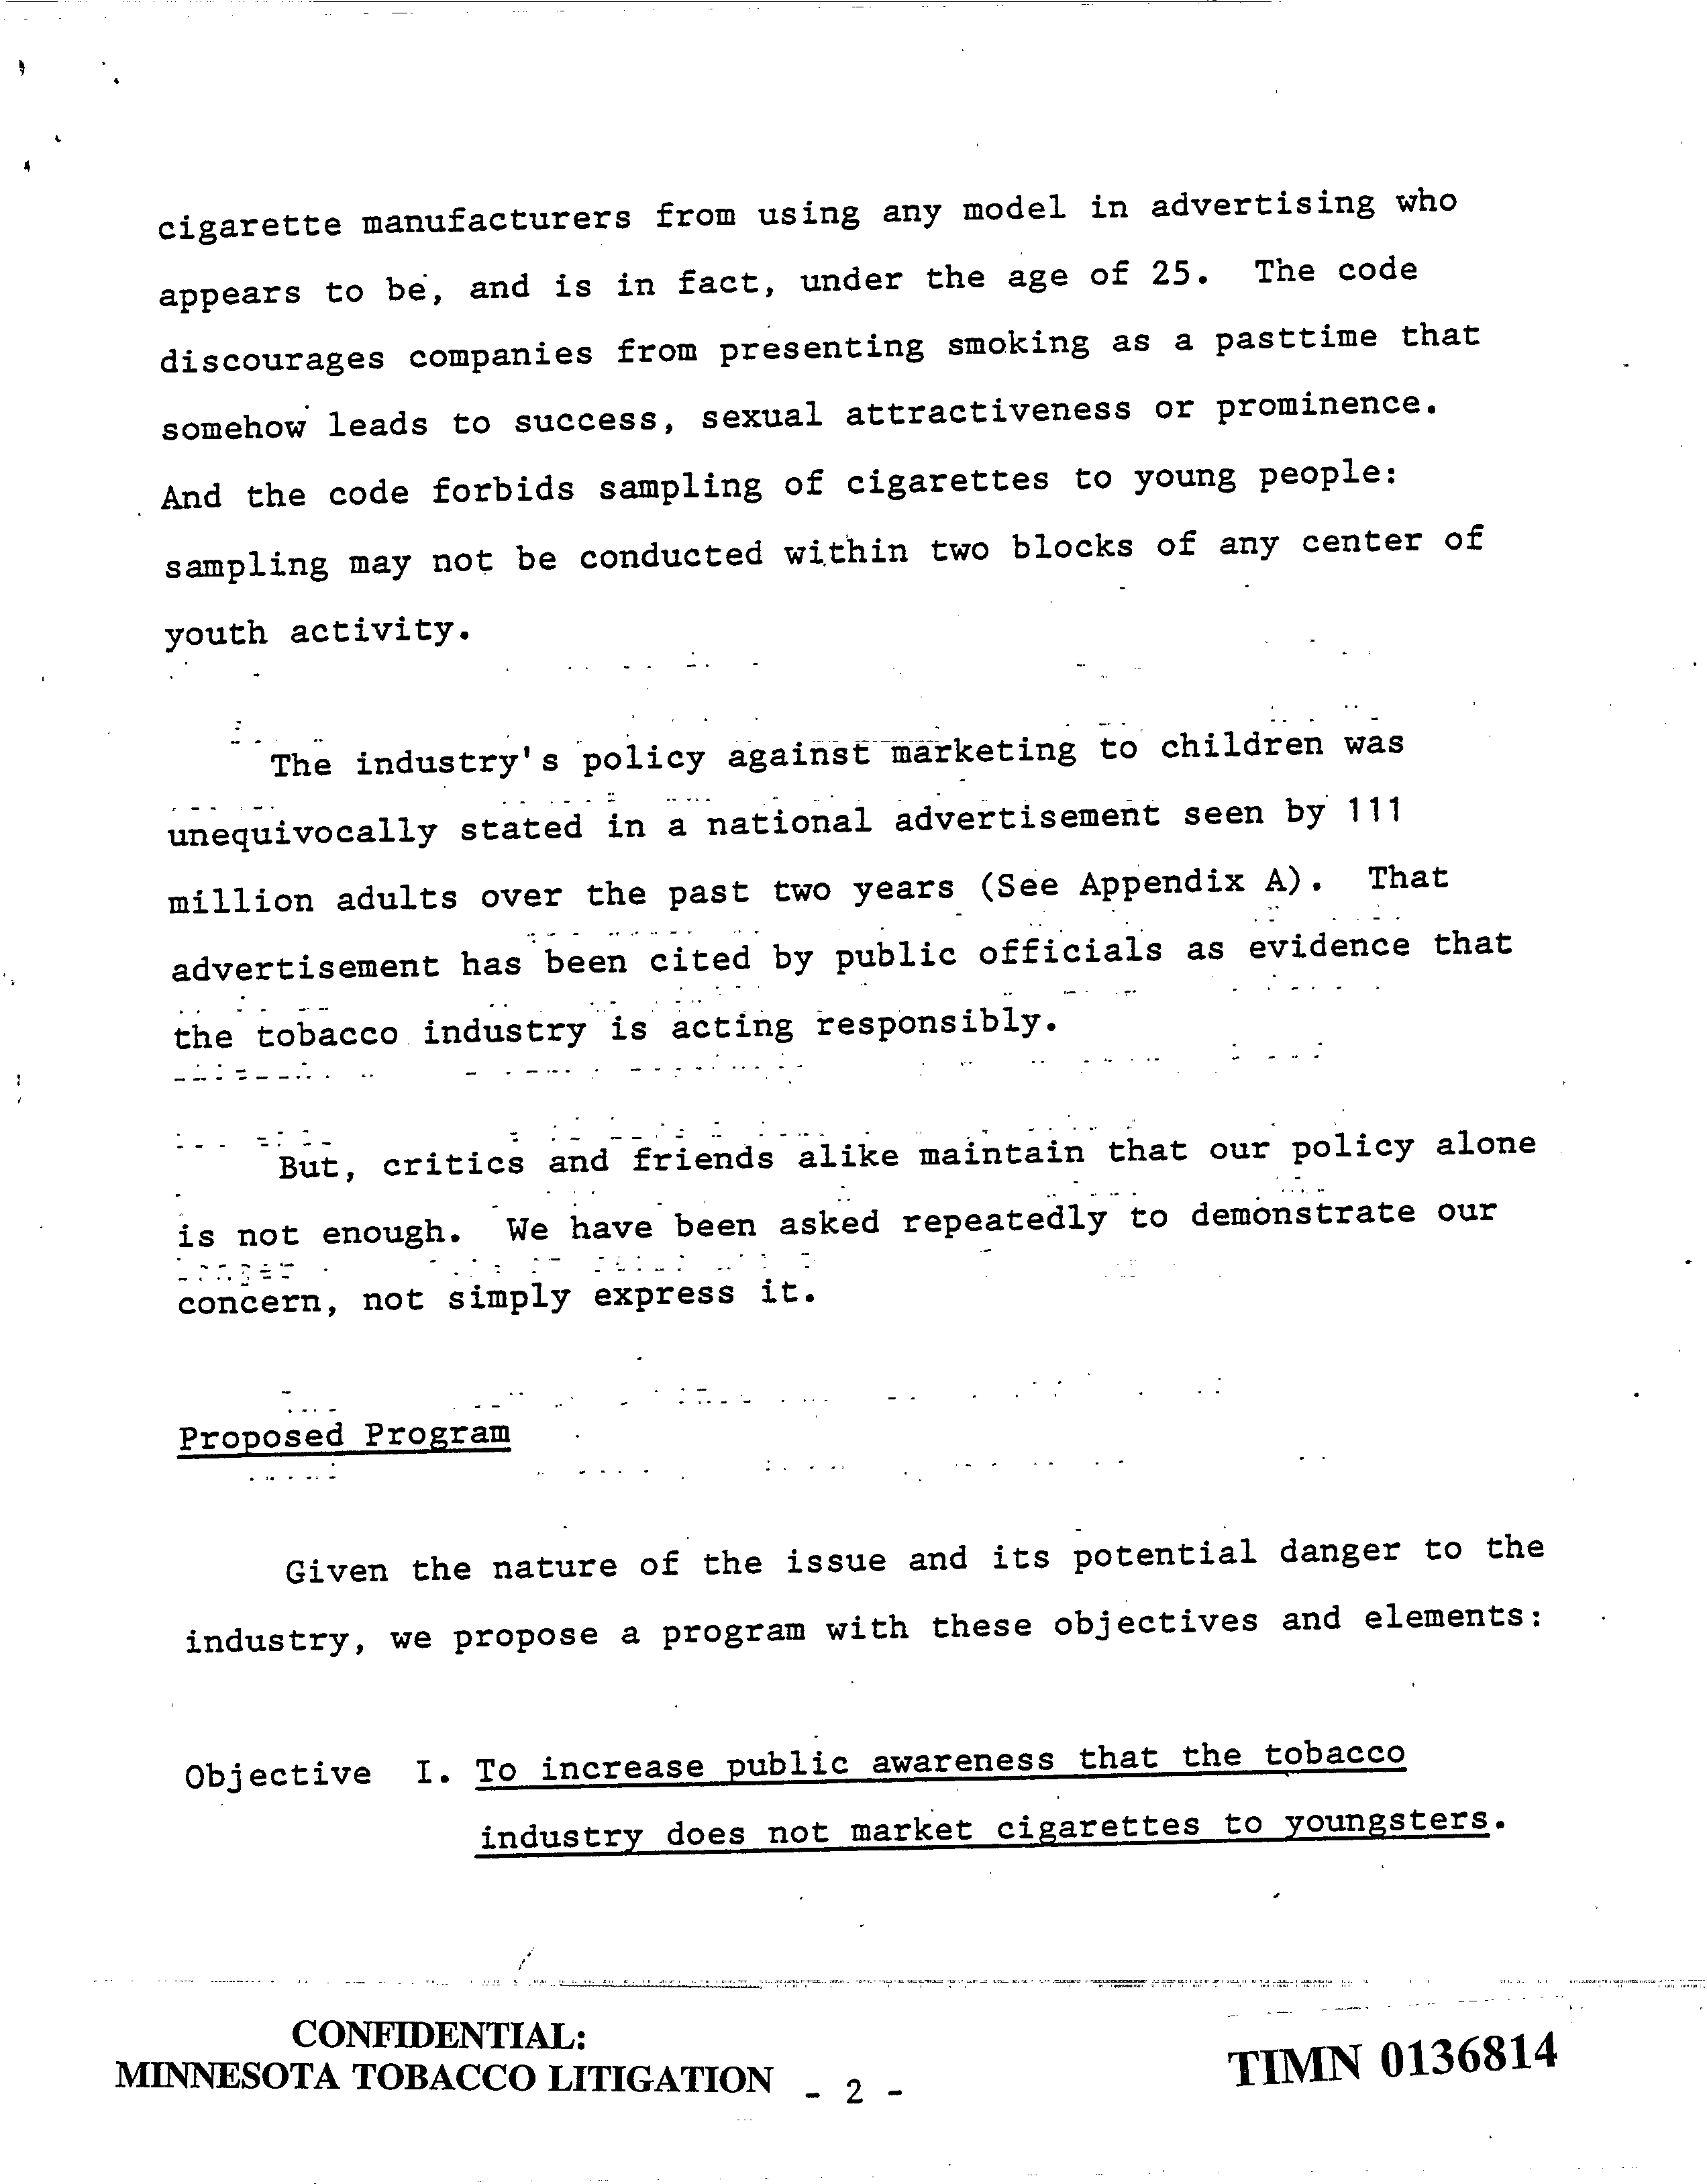 cigarette manufacturers from using any model in advertising who
appears to be, and is in fact, under the age of 25. The code
discourages companies from presenting smoking as a pasttime that
somehow leads to success, sexual attractiveness or prominence.
And the code forbids sampling of cigarettes to young people:
sampling may not be conducted within two blocks of any center of
youth activity.
The industry's policy against marketing to children was
unequivocally stated in a national advertisement seen by 111
million adults over the past two years (See Appendix A). That
advertisement has been cited by public officials as evidence that
the tobacco industry is acting responsibly.
But, critics and friends alike maintain that our policy alone
is not enough. We have been asked repeatedly to demonstrate our
concern, not simply express it.
Proposed Program
Given the nature of the issue and its potential danger to the
industry, we propose a program with these objectives and elements:
Objective I. To increase public awareness that the tobacco
industry does not market cigarettes to youngsters.
CONFIDENTIAL:
MINNESOTA TOBACCO LITIGATION
- 2 -
TIMN 0136814